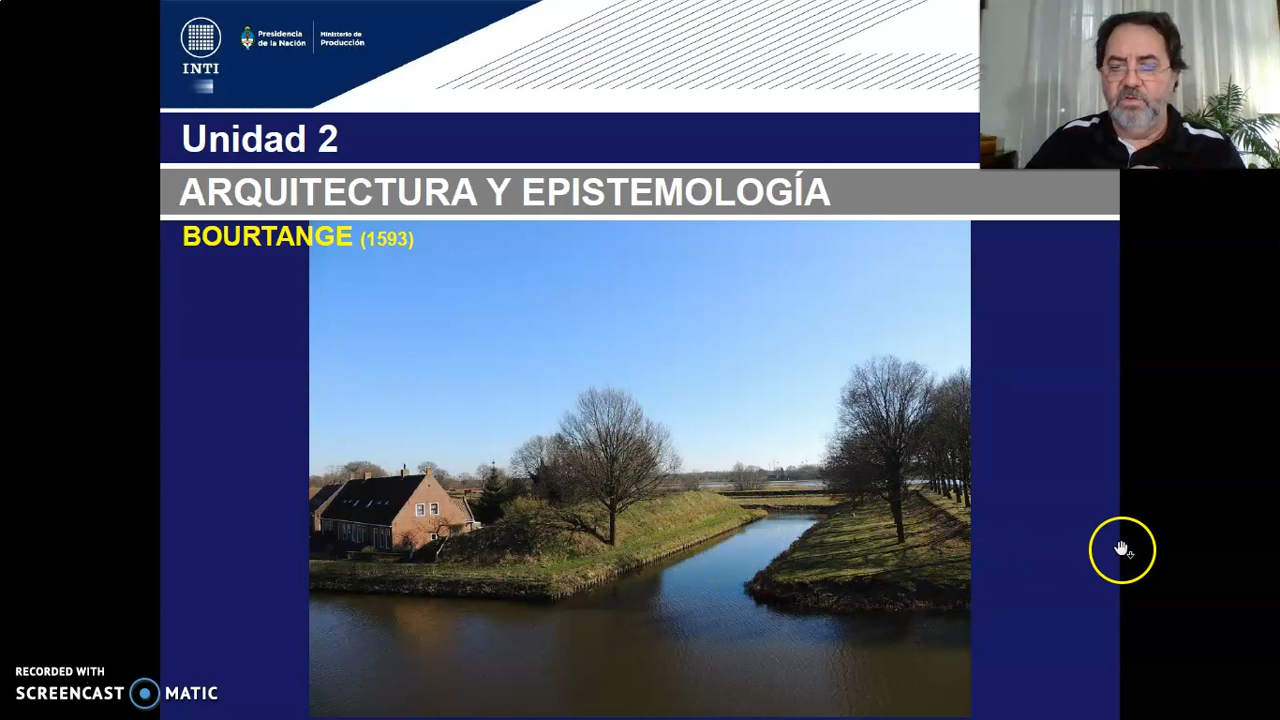 INTI
Presidencia
de la Nación
Ministerio de
Producción
Unidad 2
ARQUITECTURA Y EPISTEMOLOGÍA
BOURTANGE (1593)
RECORDED WITH
SCREENCAST MATIC